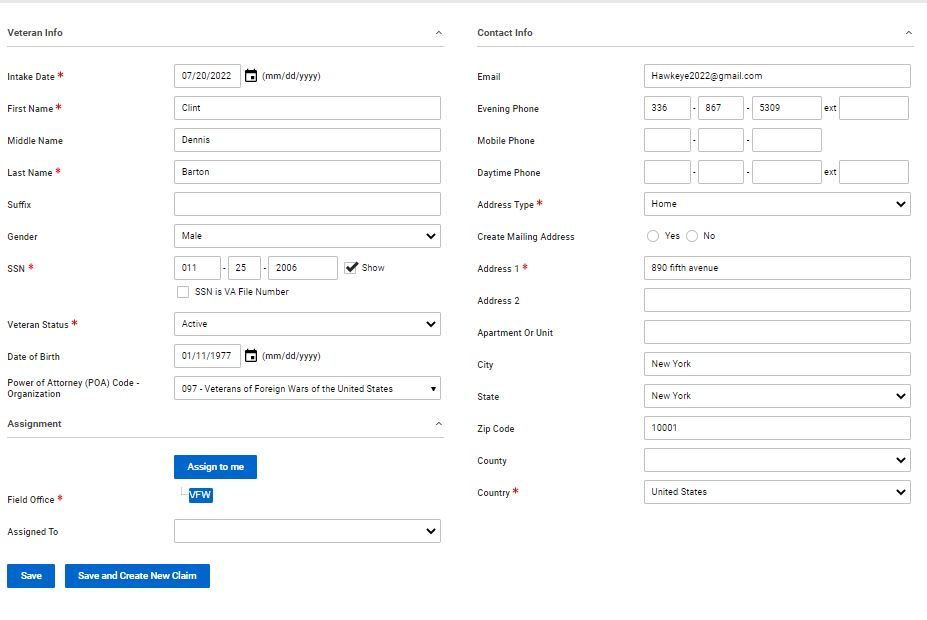 Veteran Info
Intake Date * 07/20/2022 (mm/dd/yyyy)
First Name * Clint
Middle Name Dennis
Last Name * Barton
Suffix
Gender Male
SSN * 011 - 25 - 2006 Show
SSN is VA File Number
Veteran Status * Active
Date of Birth 01/11/1977 (mm/dd/yyyy)
Power of Attorney (POA) Code -
Organization 097 - Veterans of Foreign Wars of the United States
Assignment
Assign to me
Field Office * VFW
Assigned To
Save Save and Create New Claim
Contact Info
Email Hawkeye2022@gmail.com
Evening Phone 336 - 867 - 5309 ext
Mobile Phone - -
Daytime Phone - - ext
Address Type * Home
Create Mailing Address Yes No
Address 1 * 890 fifth avenue
Address 2
Apartment Or Unit
City New York
State New York
Zip Code 10001
County
Country * United States